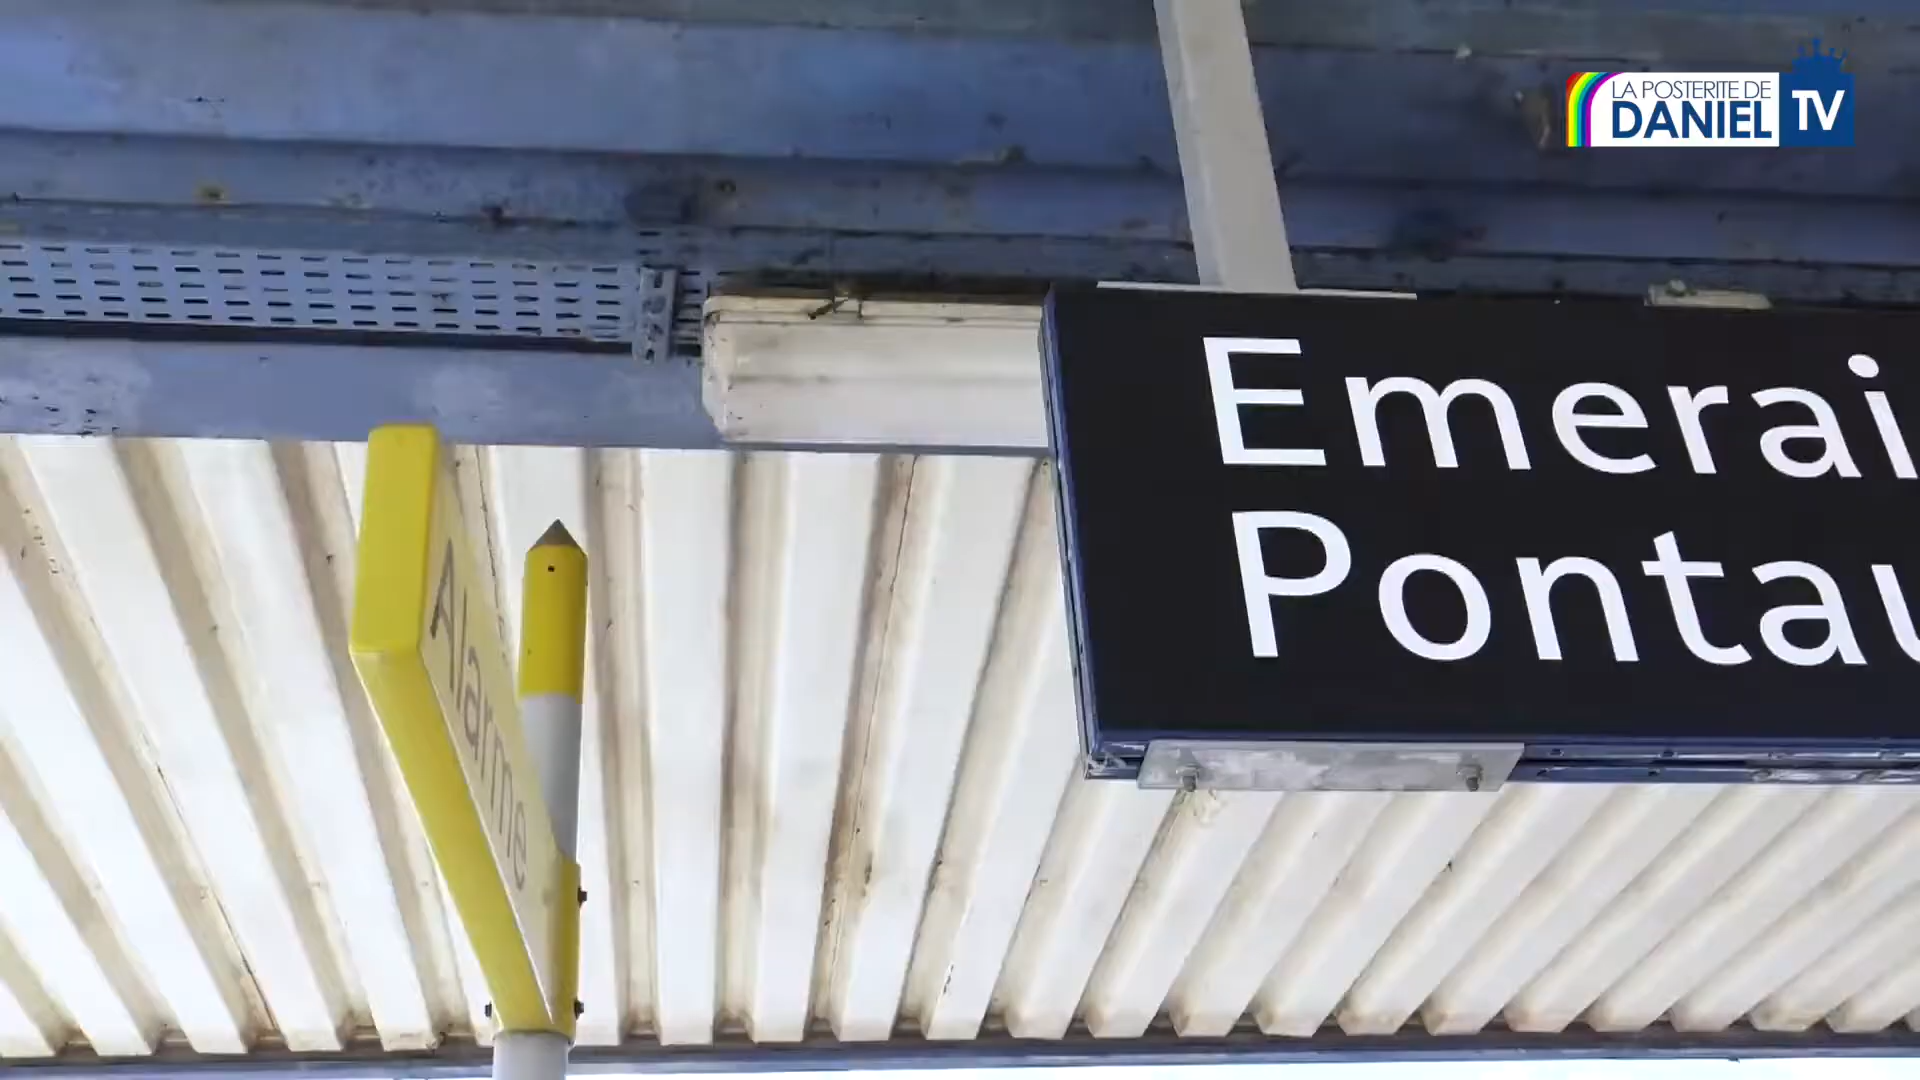 LA POSTERITE DE
DANIEL TV
Emerai
Pontau
Alarme